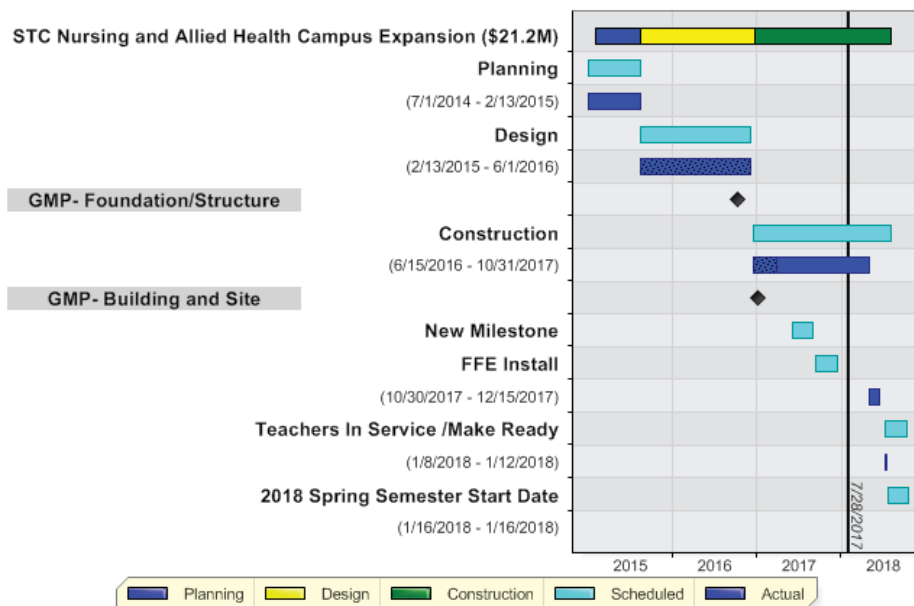 STC Nursing and Allied Health Campus Expansion ($21.2M)
Planning
(7/1/2014 - 2/13/2015)
Design
(2/13/2015 - 6/1/2016)
GMP- Foundation/Structure
Construction
(6/15/2016 - 10/31/2017)
GMP- Building and Site
New Milestone
FFE Install
(10/30/2017 - 12/15/2017)
Teachers In Service /Make Ready
(1/8/2018 - 1/12/2018)
2018 Spring Semester Start Date
(1/16/2018 - 1/16/2018)
7/28/2017
2015 2016 2017 2018
Planning Design Construction Scheduled Actual